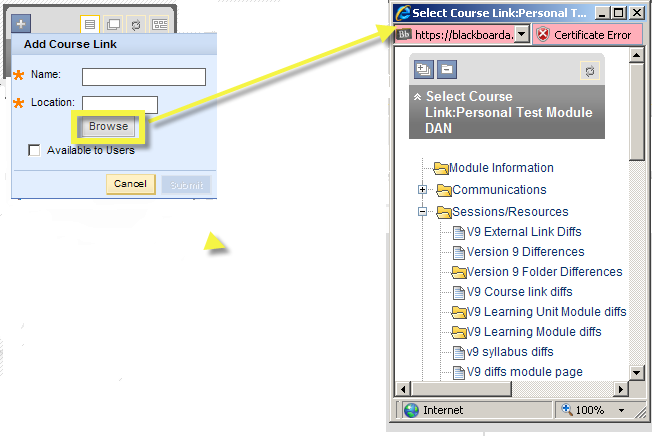 Add Course Link
Name:
Location:
Browse
Available to Users
Cancel
Submit
Select Course Link:Personal T...
Bb https://blackboarda.
Certificate Error
Select Course
Link:Personal Test Module
DAN
Module Information
Communications
Sessions/Resources
V9 External Link Diffs
Version 9 Differences
Version 9 Folder Differences
V9 Course link diffs
V9 Learning Unit Module diffs
V9 Learning Module diffs
v9 syllabus diffs
V9 diffs module page
Internet
100%